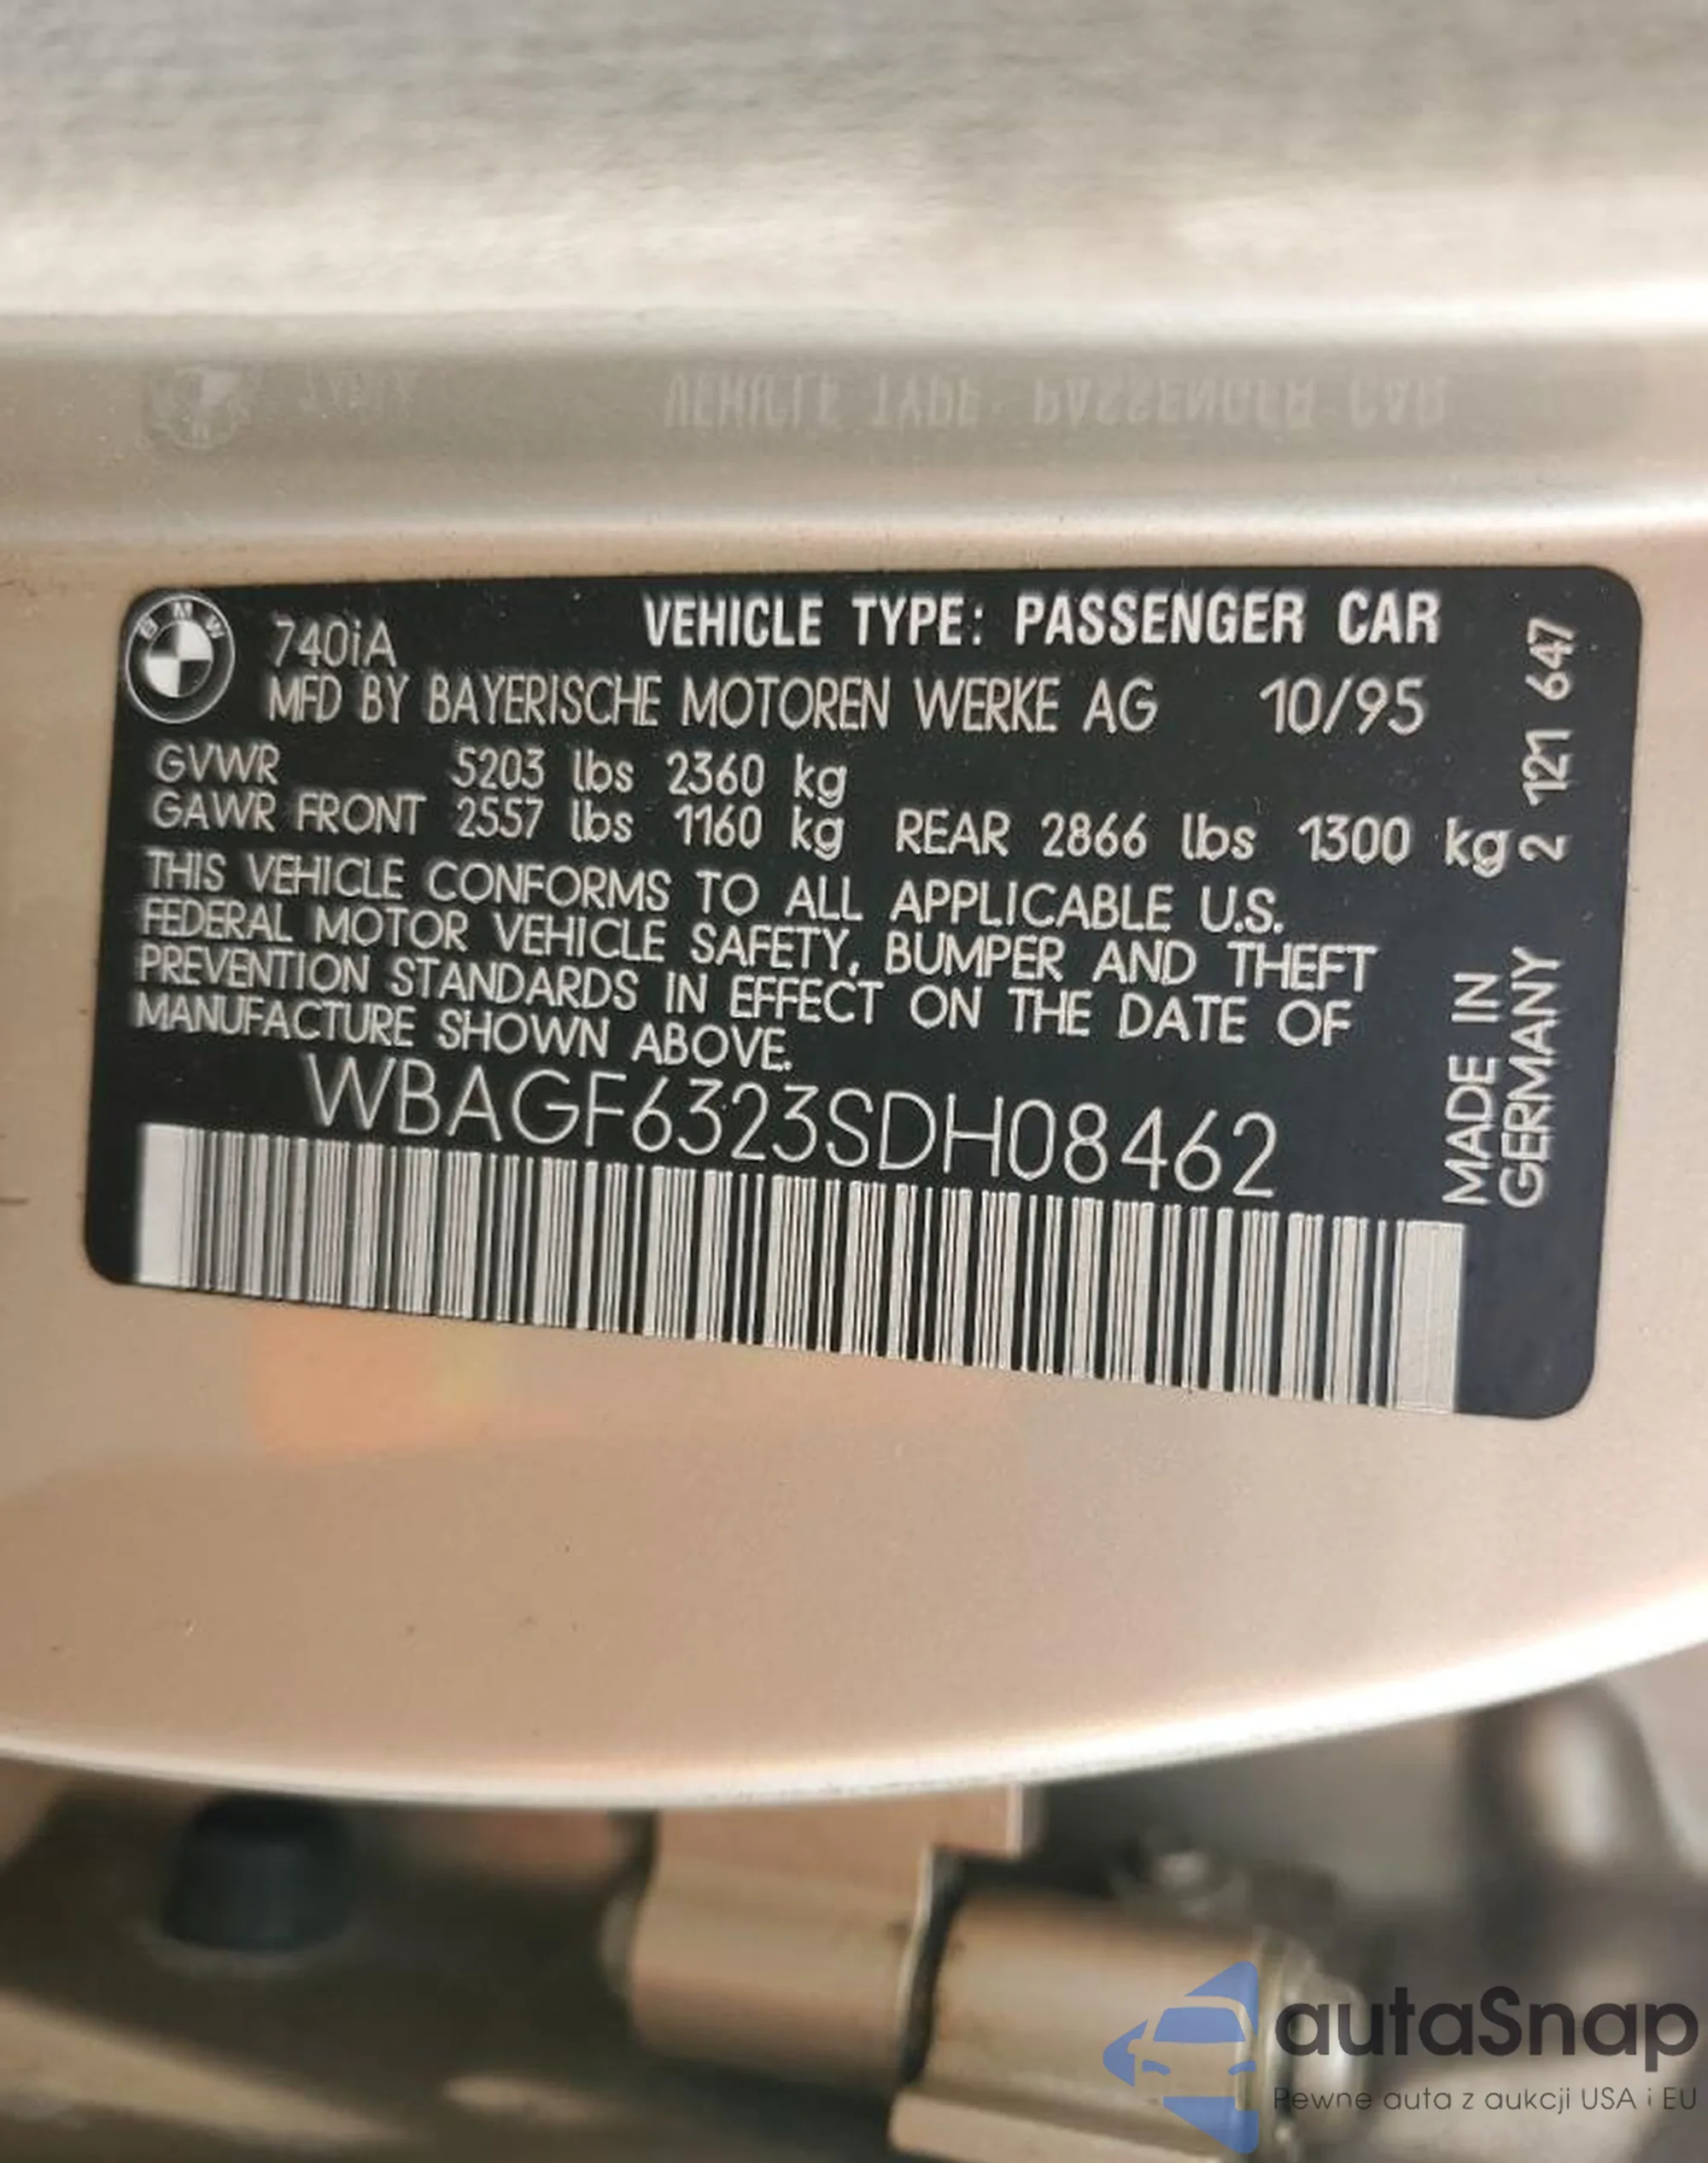 BMW
740iA
VEHICLE TYPE: PASSENGER CAR
MFD BY BAYERISCHE MOTOREN WERKE AG 10/95
GVWR 5203 lbs 2360 kg
GAWR FRONT 2557 lbs 1160 kg REAR 2866 lbs 1300 kg
THIS VEHICLE CONFORMS TO ALL APPLICABLE U.S.
FEDERAL MOTOR VEHICLE SAFETY, BUMPER AND THEFT
PREVENTION STANDARDS IN EFFECT ON THE DATE OF
MANUFACTURE SHOWN ABOVE.
WBAGF6323SDH08462
MADE IN
GERMANY
2 121 647
autaSnap
Pewne auta z aukcji USA i EU